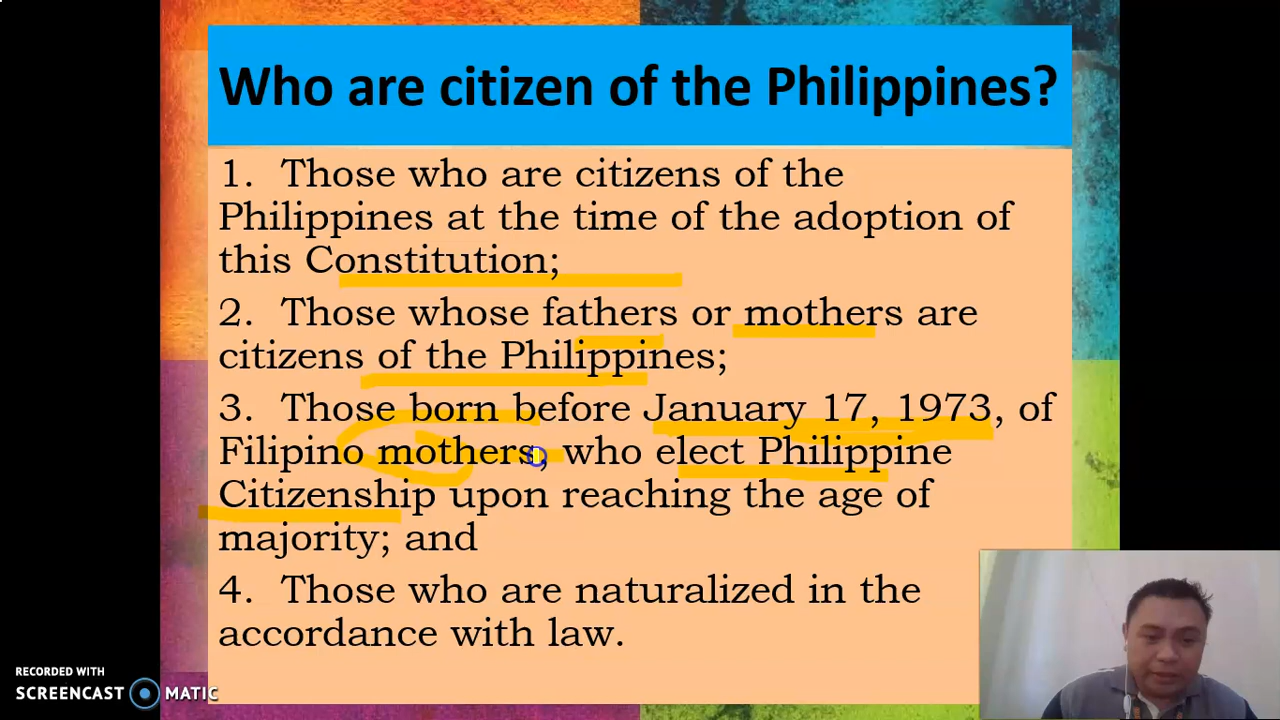 Who are citizen of the Philippines?
1. Those who are citizens of the
Philippines at the time of the adoption of
this Constitution;
2. Those whose fathers or mothers are
citizens of the Philippines;
3. Those born before January 17, 1973, of
Filipino mothers, who elect Philippine
Citizenship upon reaching the age of
majority; and
4. Those who are naturalized in the
accordance with law.
RECORDED WITH
SCREENCAST MATIC